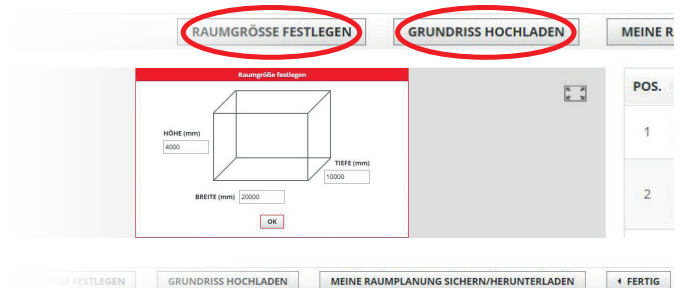 RAUMGRÖSSE FESTLEGEN GRUNDRISS HOCHLADEN MEINE R
Raumgröße festlegen
POS.
HÖHE (mm)
4000
1
TIEFE (mm)
10000
BREITE (mm) 20000
2
OK
FESTLEGEN GRUNDRISS HOCHLADEN MEINE RAUMPLANUNG SICHERN/HERUNTERLADEN FERTIG